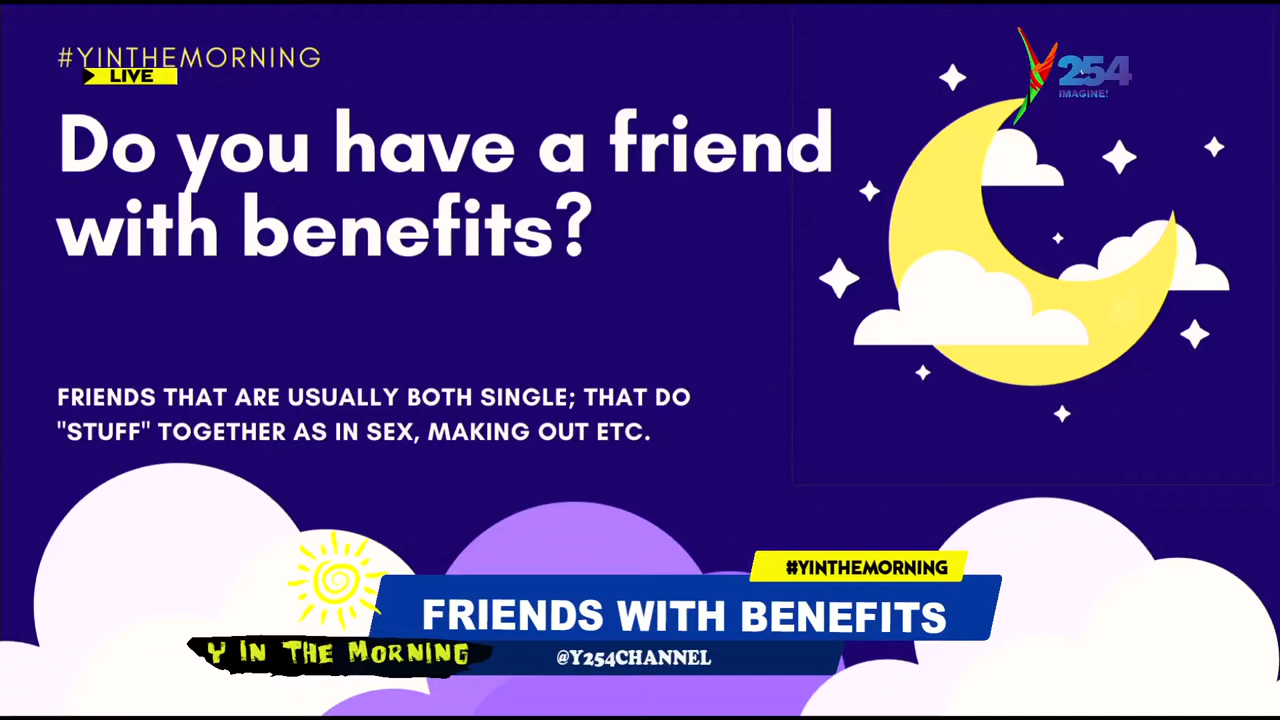 #YINTHEMORNING
LIVE
254
IMAGINE!
Do you have a friend
with benefits?
FRIENDS THAT ARE USUALLY BOTH SINGLE; THAT DO
"STUFF" TOGETHER AS IN SEX, MAKING OUT ETC.
#YINTHEMORNING
FRIENDS WITH BENEFITS
Y IN THE MORNING
@Y254CHANNEL